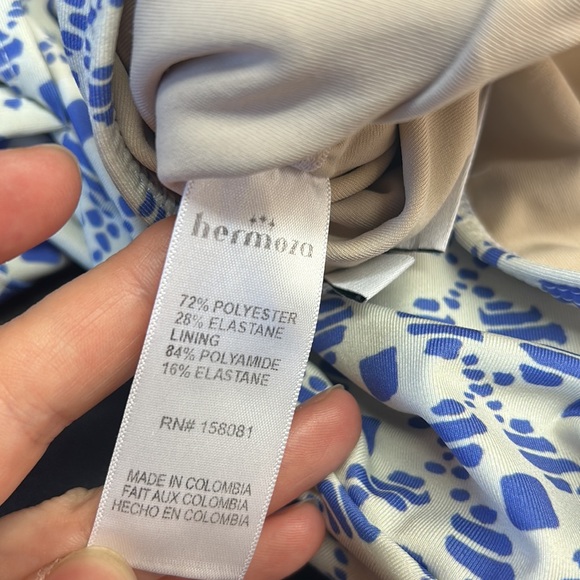 hermoza
72% POLYESTER
28% ELASTANE
LINING
84% POLYAMIDE
16% ELASTANE
RN# 158081
MADE IN COLOMBIA
FAIT AUX COLOMBIA
HECHO EN COLOMBIA